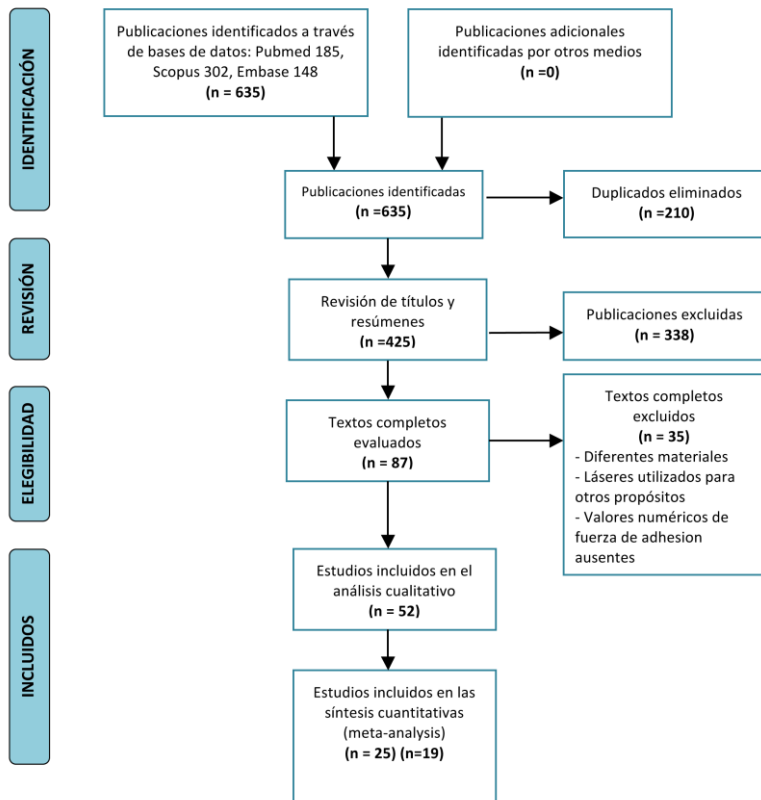 IDENTIFICACIÓN
Publicaciones identificados a través
de bases de datos: Pubmed 185,
Scopus 302, Embase 148
(n = 635)
Publicaciones adicionales
identificadas por otros medios
(n =0)
Publicaciones identificadas
(n =635)
Duplicados eliminados
(n =210)
REVISIÓN
Revisión de títulos y
resúmenes
(n =425)
Publicaciones excluidas
(n = 338)
ELEGIBILIDAD
Textos completos
evaluados
(n = 87)
Textos completos
excluidos
(n = 35)
- Diferentes materiales
- Láseres utilizados para
otros propósitos
- Valores numéricos de
fuerza de adhesion
ausentes
INCLUIDOS
Estudios incluidos en el
análisis cualitativo
(n = 52)
Estudios incluidos en las
síntesis cuantitativas
(meta-analysis)
(n = 25) (n=19)